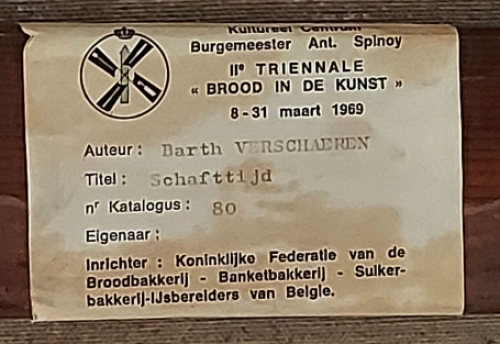 Kultureel Centrum
Burgemeester Ant. Spinoy
IIe TRIENNALE
« BROOD IN DE KUNST »
8-31 maart 1969
Auteur : Barth VERSCHAEREN
Titel : Schafttijd
nr Katalogus : 80
Eigenaar ;
Inrichter : Koninklijke Federatie van de
Broodbakkerij - Banketbakkerij - Suiker-
bakkerij-IJsbereiders van Belgie.